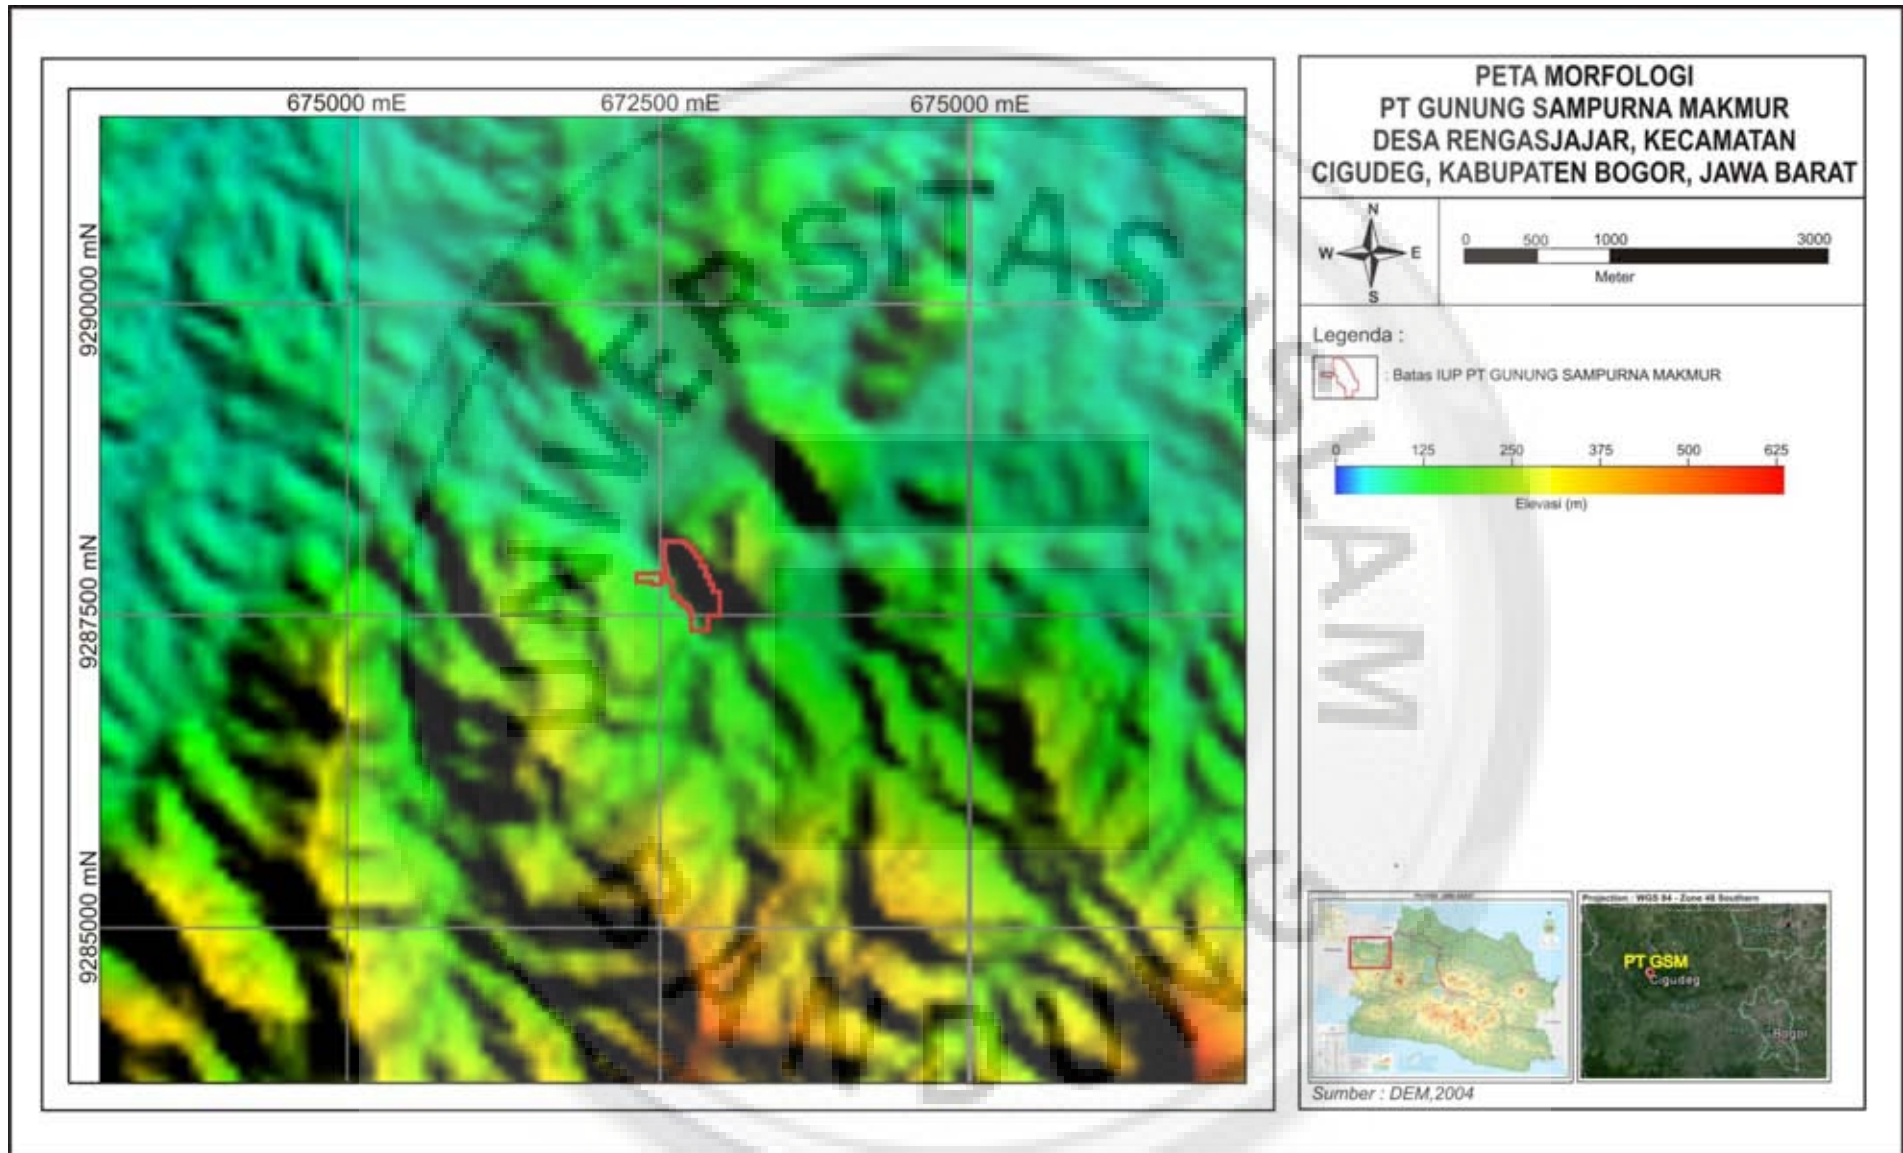 675000 mE 672500 mE 675000 mE
9290000 mN
9287500 mN
9285000 mN
PETA MORFOLOGI
PT GUNUNG SAMPURNA MAKMUR
DESA RENGASJAJAR, KECAMATAN
CIGUDEG, KABUPATEN BOGOR, JAWA BARAT
N
W E
S
0 500 1000 3000
Meter
Legenda :
: Batas IUP PT GUNUNG SAMPURNA MAKMUR
0 125 250 375 500 625
Elevasi (m)
Projection : WGS 84 - Zone 48 Southern
PT GSM
Cigudeg
Bogor
Sumber : DEM,2004
UNIVERSITAS ISLAM
BANDUNG